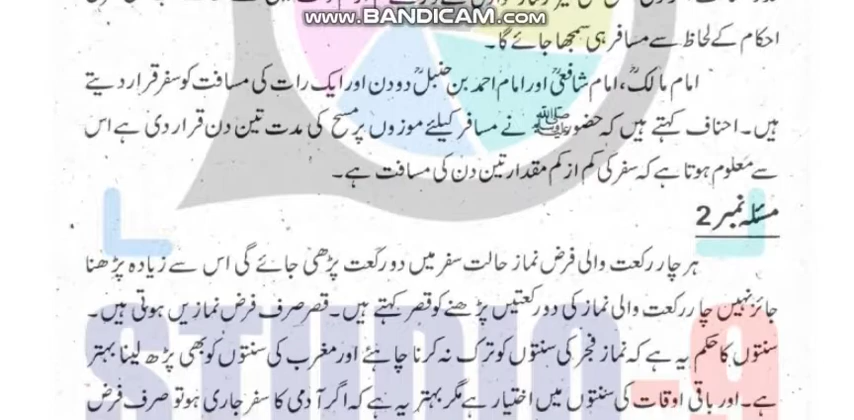 www.BANDICAM.com
احکام کے لحاظ سے مسافر ہی سمجھا جائے گا۔
امام مالکؒ، امام شافعیؒ اور امام احمد بن حنبلؒ دو دن اور ایک رات کی مسافت کو سفر قرار دیتے
ہیں۔ احناف کہتے ہیں کہ حضور ﷺ نے مسافر کیلئے موزوں پر مسح کی مدت تین دن قرار دی ہے اس
سے معلوم ہوتا ہے کہ سفر کی کم از کم مقدار تین دن کی مسافت ہے۔
مسئلہ نمبر 2
ہر چار رکعت والی فرض نماز حالت سفر میں دو رکعت پڑھی جائے گی اس سے زیادہ پڑھنا
جائز نہیں چار رکعت والی نماز کی دو رکعتیں پڑھنے کو قصر کہتے ہیں۔ قصر صرف فرض نمازیں ہوتی ہیں۔
سنتوں کا حکم یہ ہے کہ نماز فجر کی سنتوں کو ترک نہ کرنا چاہئے اور مغرب کی سنتوں کو بھی پڑھ لینا بہتر
ہے۔ اور باقی اوقات کی سنتوں میں اختیار ہے مگر بہتر یہ ہے کہ اگر آدمی کا سفر جاری ہو تو صرف فرض
STUDIO-9